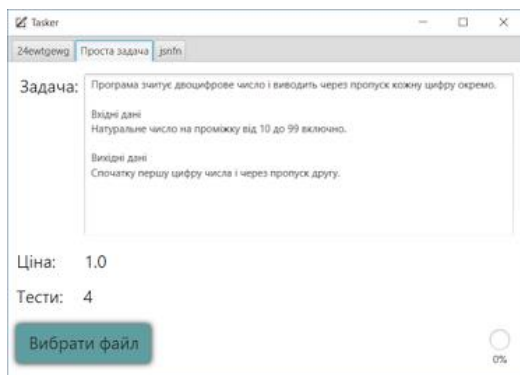 Tasker
24ewtgewg Проста задача jsnfn
Задача:
Програма зчитує двоцифрове число і виводить через пропуск кожну цифру окремо.
Вхідні дані
Натуральне число на проміжку від 10 до 99 включно.
Вихідні дані
Спочатку першу цифру числа і через пропуск другу.
Ціна: 1.0
Тести: 4
Вибрати файл
0%